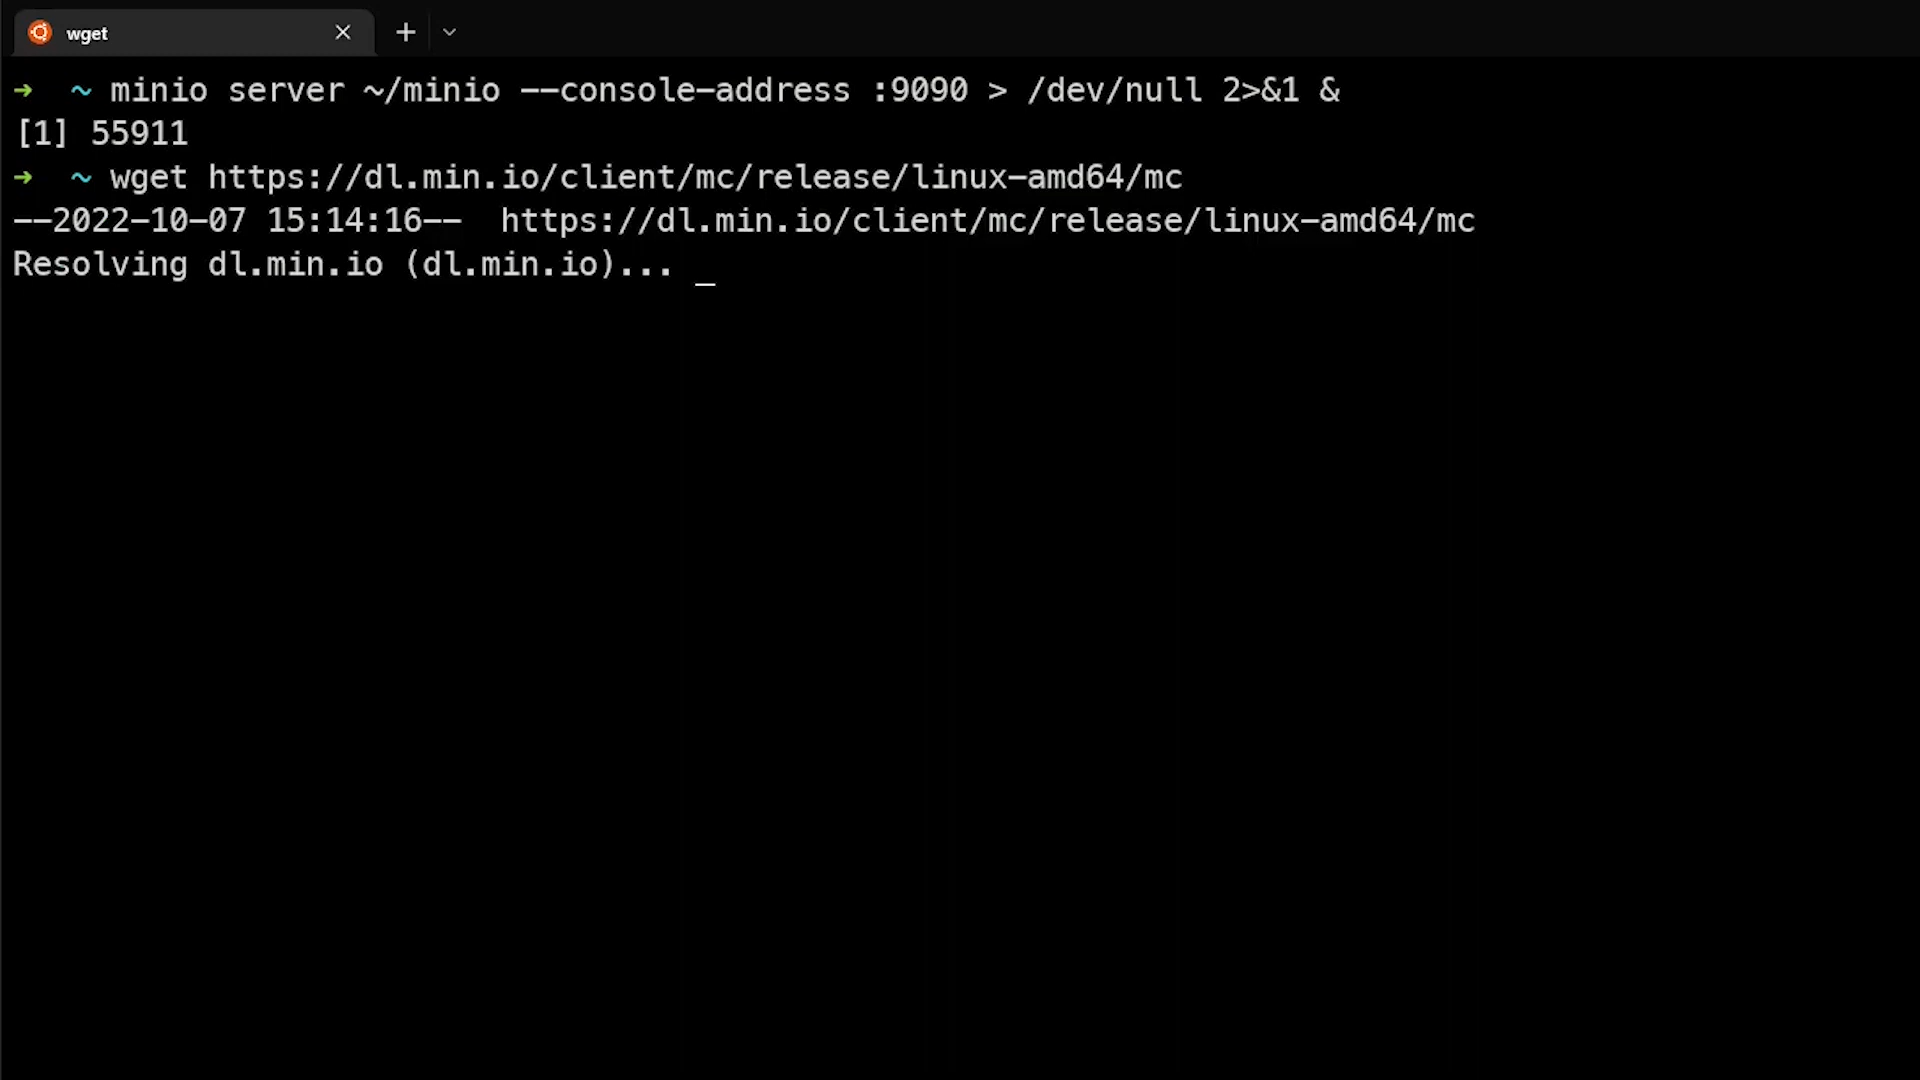 wget
➜ ~ minio server ~/minio --console-address :9090 > /dev/null 2>&1 &
[1] 55911
➜ ~ wget https://dl.min.io/client/mc/release/linux-amd64/mc
--2022-10-07 15:14:16--  https://dl.min.io/client/mc/release/linux-amd64/mc
Resolving dl.min.io (dl.min.io)... _